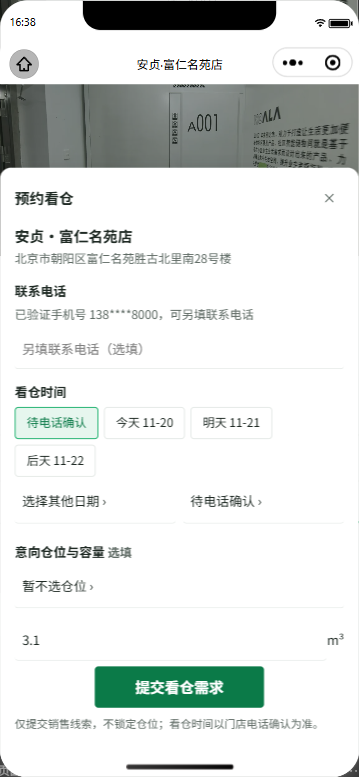 16:38
安贞·富仁名苑店
A001
ALA
预约看仓
×
安贞·富仁名苑店
北京市朝阳区富仁名苑胜古北里南28号楼
联系电话
已验证手机号 138****8000，可另填联系电话
另填联系电话（选填）
看仓时间
待电话确认 今天 11-20 明天 11-21
后天 11-22
选择其他日期 › 待电话确认 ›
意向仓位与容量 选填
暂不选仓位 ›
3.1 m³
提交看仓需求
仅提交销售线索，不锁定仓位；看仓时间以门店电话确认为准。